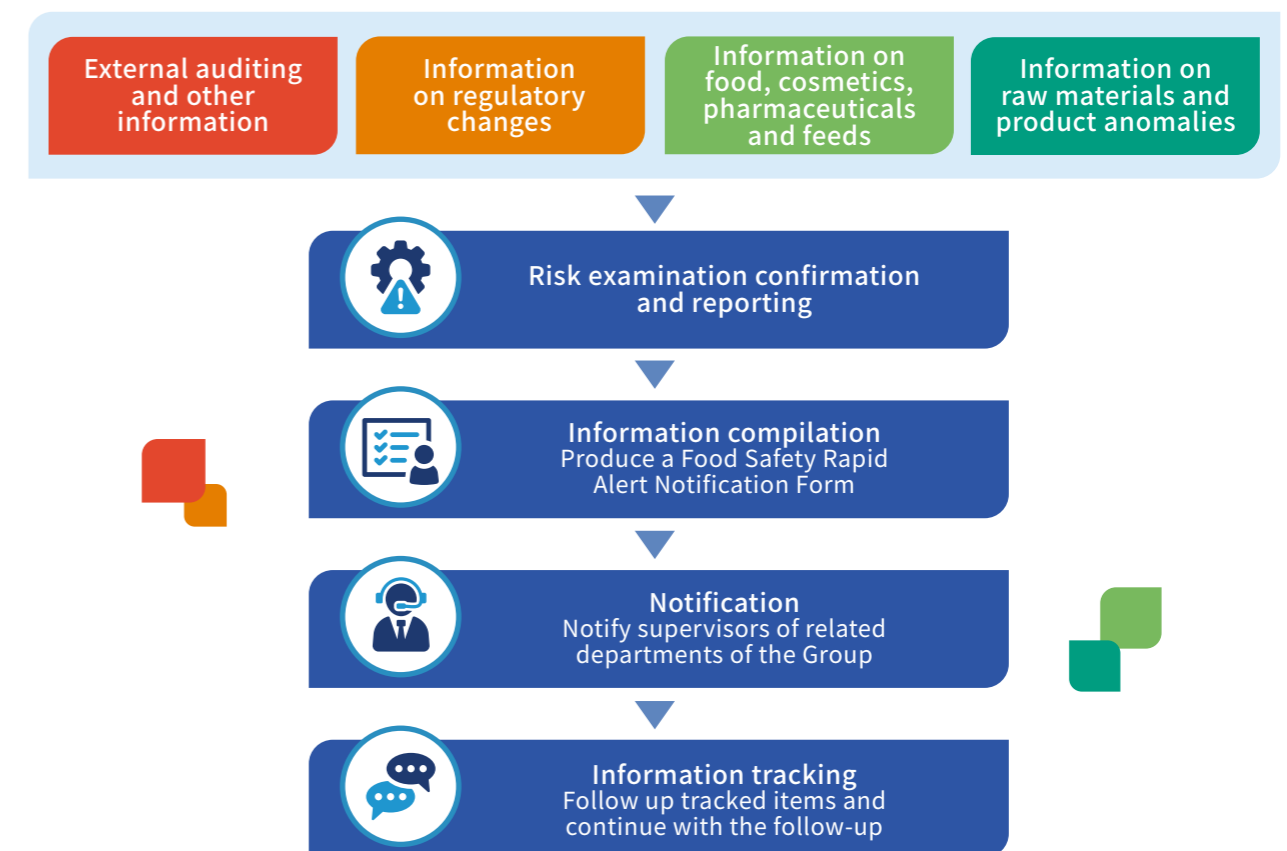 External auditing
and other
information
Information
on regulatory
changes
Information on
food, cosmetics,
pharmaceuticals
and feeds
Information on
raw materials and
product anomalies
Risk examination confirmation
and reporting
Information compilation
Produce a Food Safety Rapid
Alert Notification Form
Notification
Notify supervisors of related
departments of the Group
Information tracking
Follow up tracked items and
continue with the follow-up